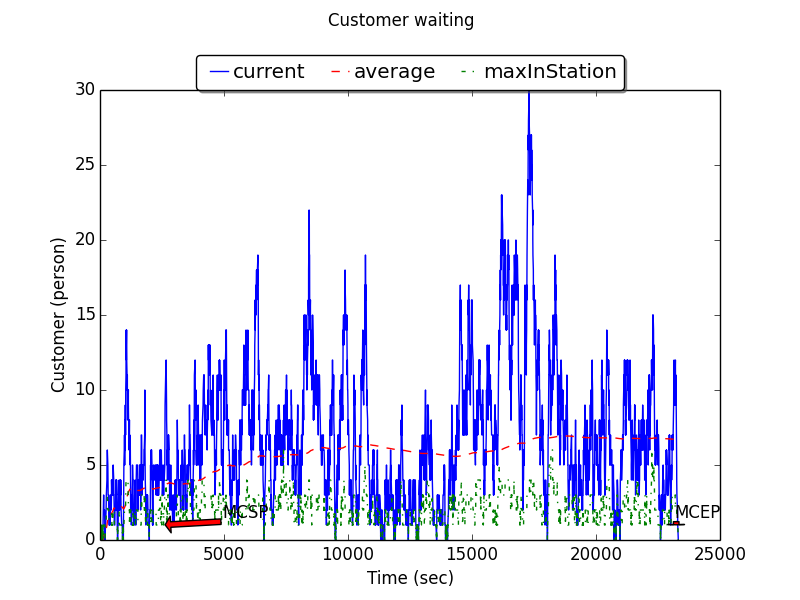 Customer waiting
current average maxInStation
30
25
20
15
10
5
0
Customer (person)
MCSP
MCEP
0 5000 10000 15000 20000 25000
Time (sec)